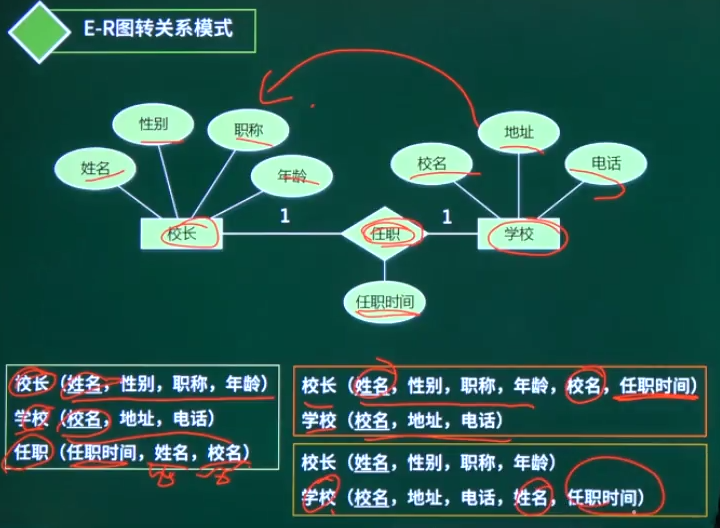 E-R图转关系模式
性别
职称
地址
姓名
年龄
校名
电话
校长
1
任职
1
学校
任职时间
校长（姓名，性别，职称，年龄）
学校（校名，地址，电话）
任职（任职时间，姓名，校名）
校长（姓名，性别，职称，年龄，校名，任职时间）
学校（校名，地址，电话）
校长（姓名，性别，职称，年龄）
学校（校名，地址，电话，姓名，任职时间）